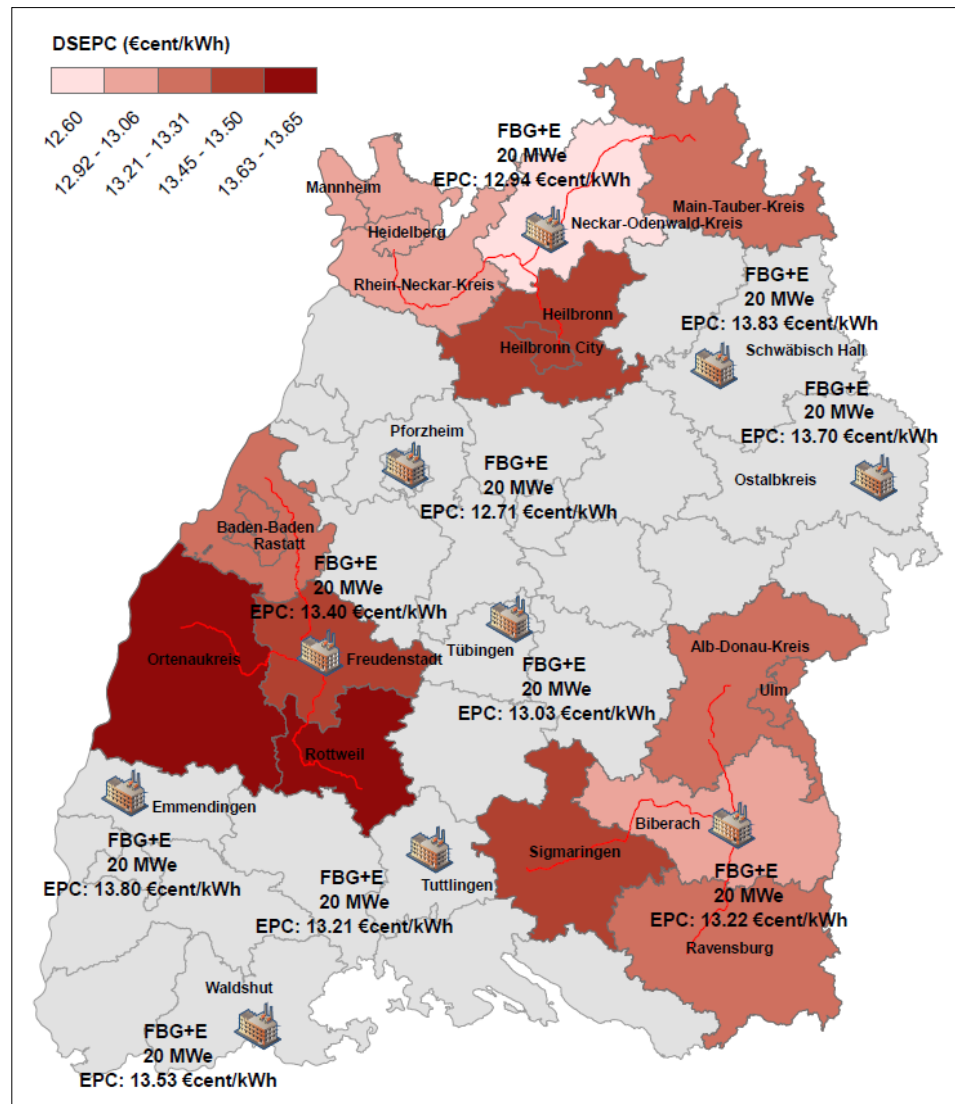 DSEPC (€cent/kWh)
12.60
12.92 - 13.06
13.21 - 13.31
13.45 - 13.50
13.63 - 13.65
FBG+E
20 MWe
EPC: 12.94 €cent/kWh
Mannheim
Heidelberg
Rhein-Neckar-Kreis
Neckar-Odenwald-Kreis
Main-Tauber-Kreis
Heilbronn
Heilbronn City
FBG+E
20 MWe
EPC: 13.83 €cent/kWh
Schwäbisch Hall
FBG+E
20 MWe
EPC: 13.70 €cent/kWh
Ostalbkreis
Pforzheim
FBG+E
20 MWe
EPC: 12.71 €cent/kWh
Baden-Baden
Rastatt
FBG+E
20 MWe
EPC: 13.40 €cent/kWh
Ortenaukreis
Freudenstadt
Rottweil
Tübingen
FBG+E
20 MWe
EPC: 13.03 €cent/kWh
Alb-Donau-Kreis
Ulm
Biberach
Sigmaringen
FBG+E
20 MWe
EPC: 13.22 €cent/kWh
Ravensburg
Emmendingen
FBG+E
20 MWe
EPC: 13.80 €cent/kWh
Tuttlingen
FBG+E
20 MWe
EPC: 13.21 €cent/kWh
Waldshut
FBG+E
20 MWe
EPC: 13.53 €cent/kWh